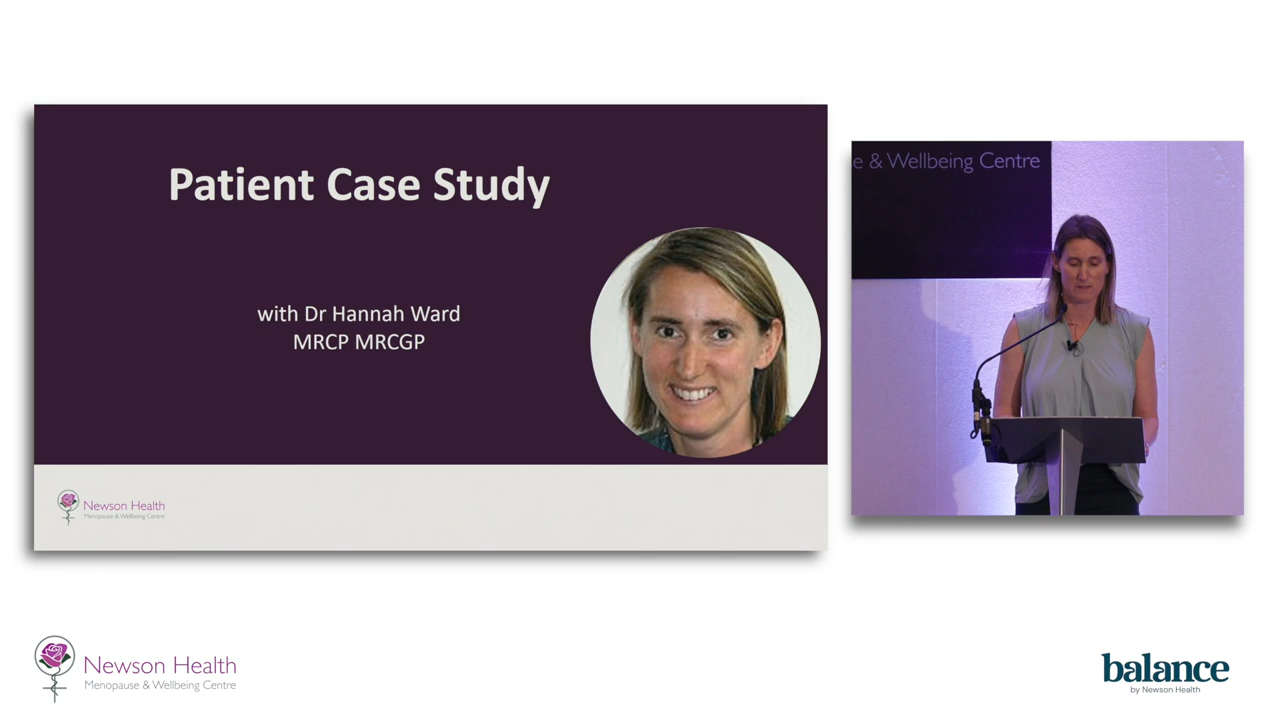 Patient Case Study
with Dr Hannah Ward
MRCP MRCGP
Newson Health
Menopause & Wellbeing Centre
e & Wellbeing Centre
Newson Health
Menopause & Wellbeing Centre
balance
by Newson Health